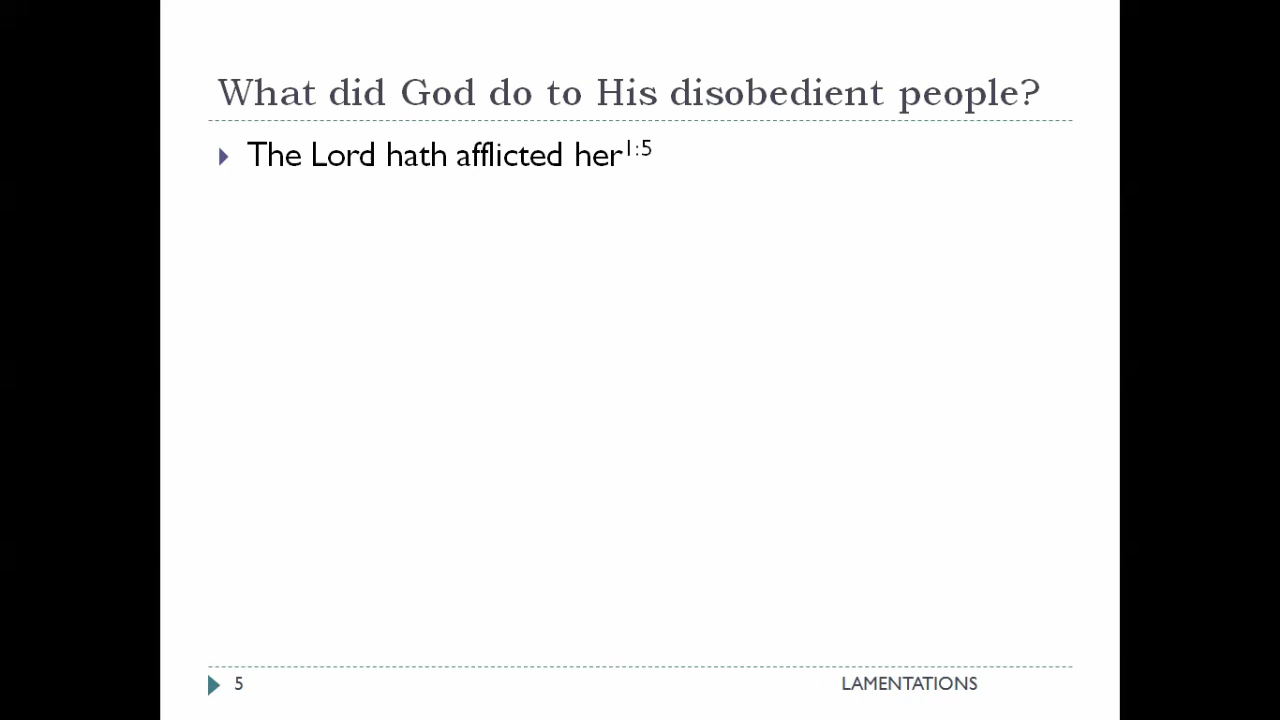 What did God do to His disobedient people?
The Lord hath afflicted her1:5
5
LAMENTATIONS